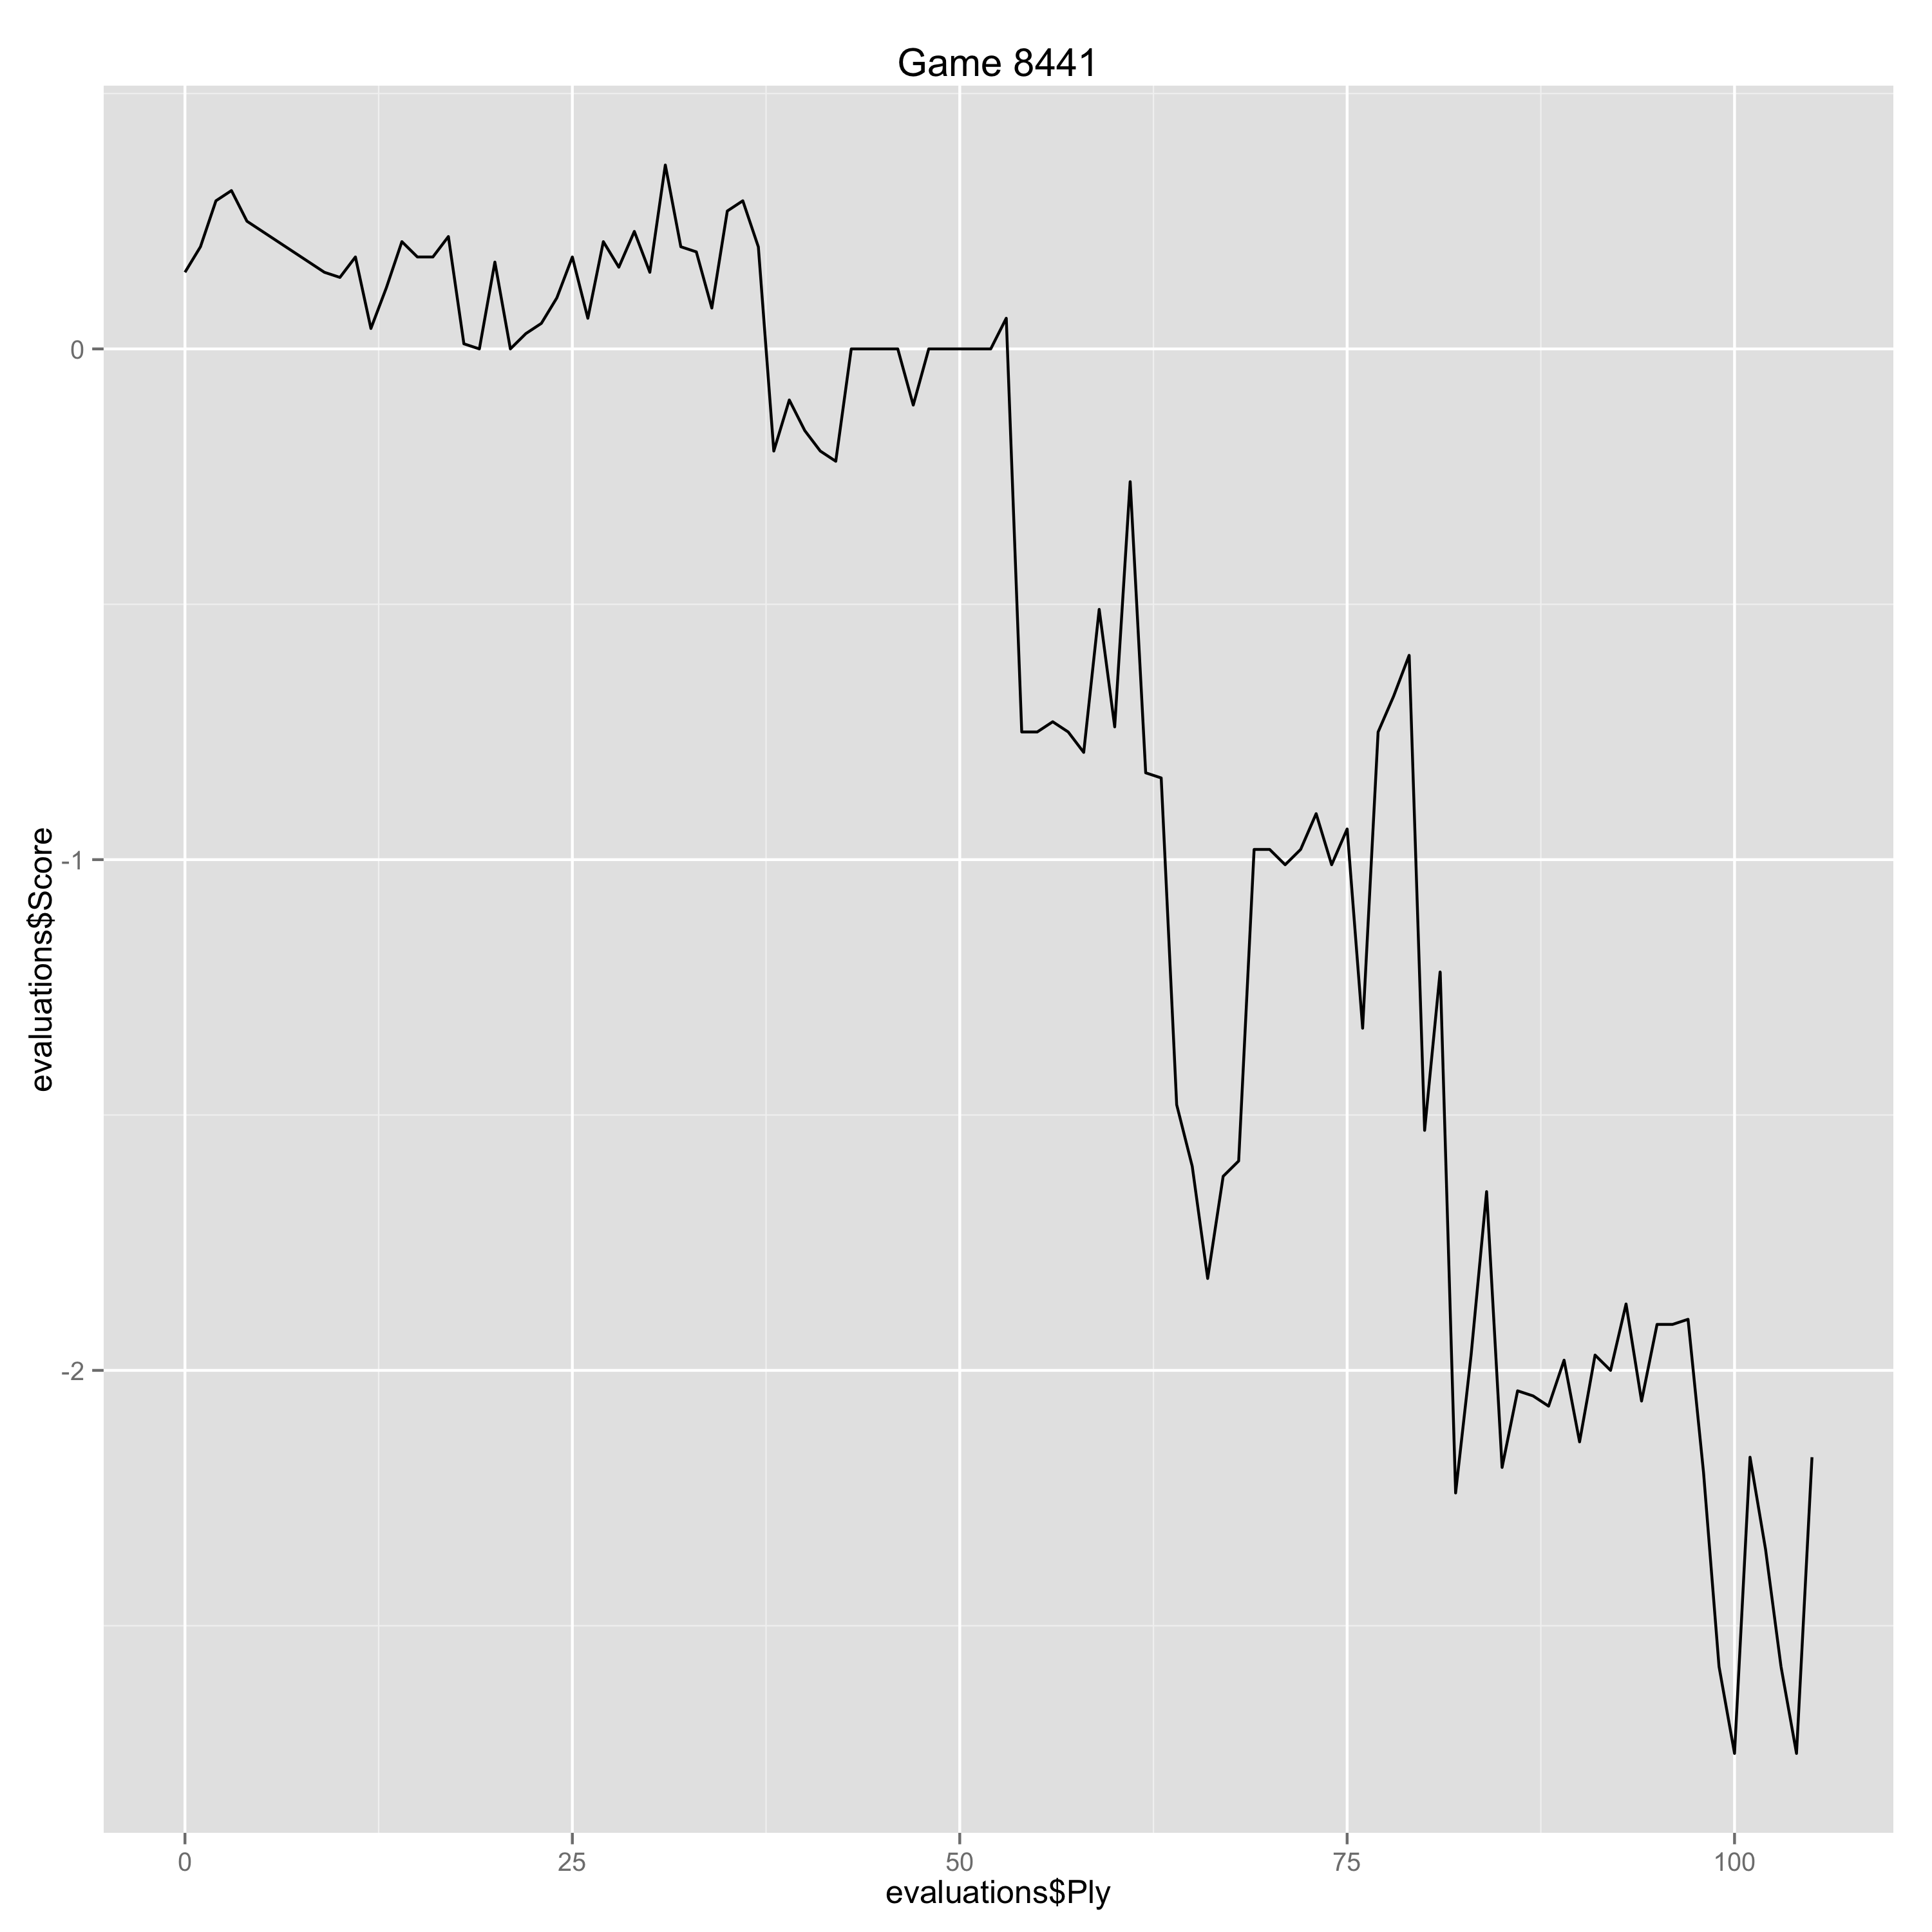 Game 8441
evaluations$Score
0
-1
-2
0 25 50 75 100
evaluations$Ply